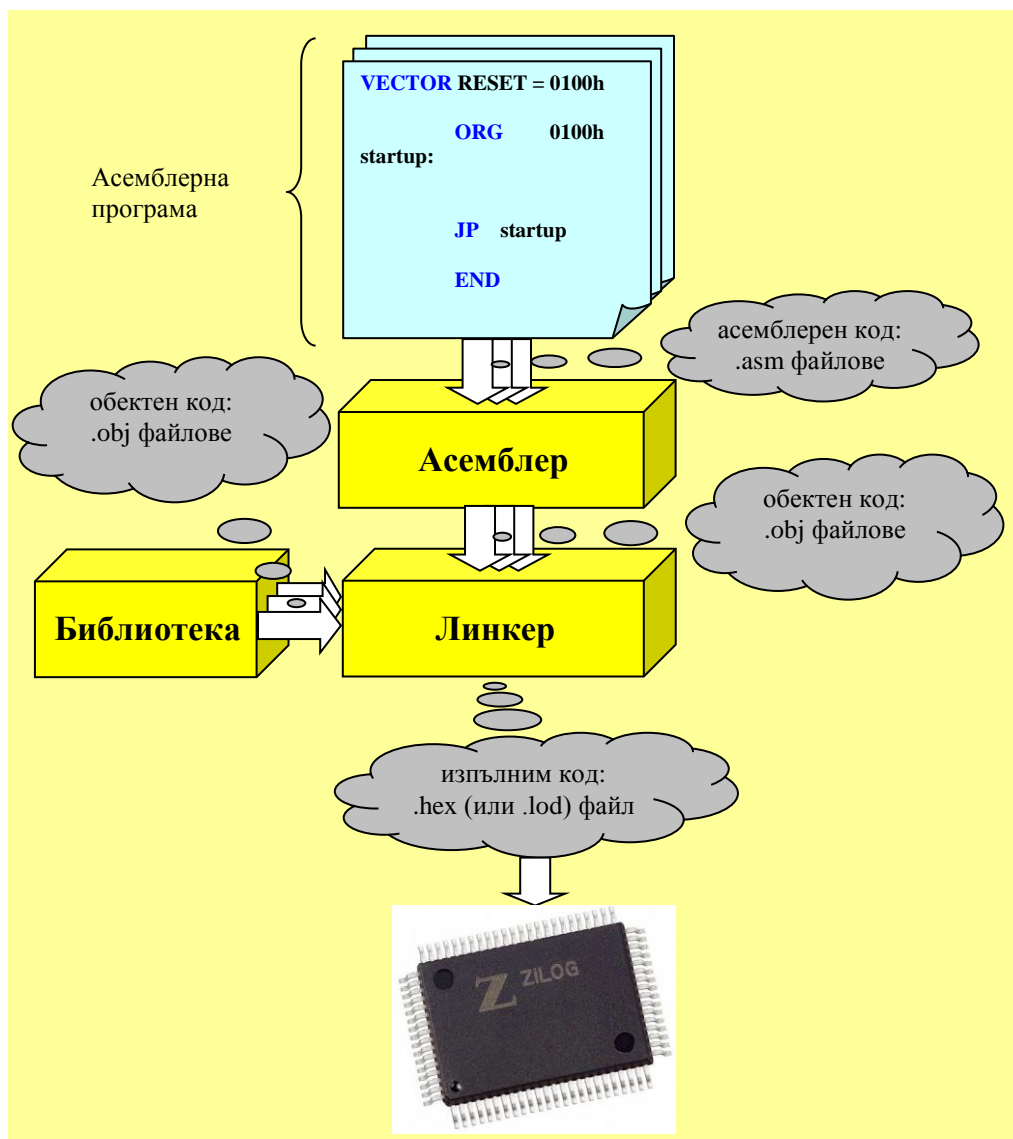 VECTOR RESET = 0100h
ORG 0100h
startup:
JP startup
END
Асемблерна
програма
асемблерен код:
.asm файлове
обектен код:
.obj файлове
Асемблер
обектен код:
.obj файлове
Библиотека
Линкер
изпълним код:
.hex (или .lod) файл
Z ZILOG